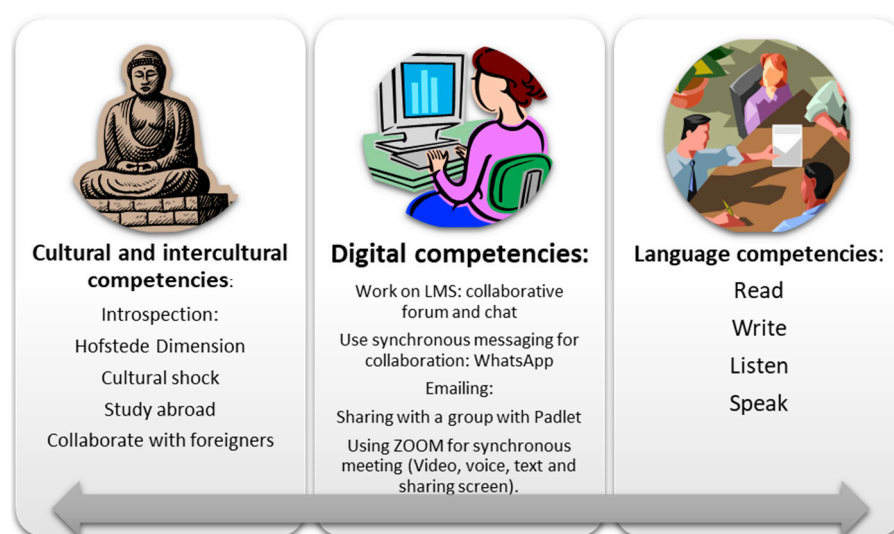 Cultural and intercultural
competencies:
Introspection:
Hofstede Dimension
Cultural shock
Study abroad
Collaborate with foreigners
Digital competencies:
Work on LMS: collaborative
forum and chat
Use synchronous messaging for
collaboration: WhatsApp
Emailing:
Sharing with a group with Padlet
Using ZOOM for synchronous
meeting (Video, voice, text and
sharing screen).
Language competencies:
Read
Write
Listen
Speak